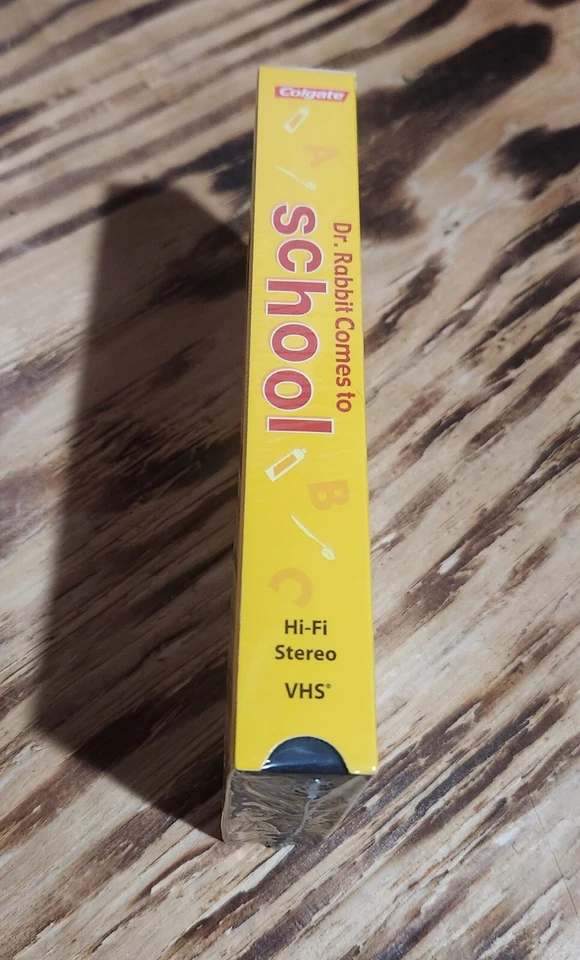 Colgate
A
Dr. Rabbit Comes to
school
B
C
Hi-Fi
Stereo
VHS®